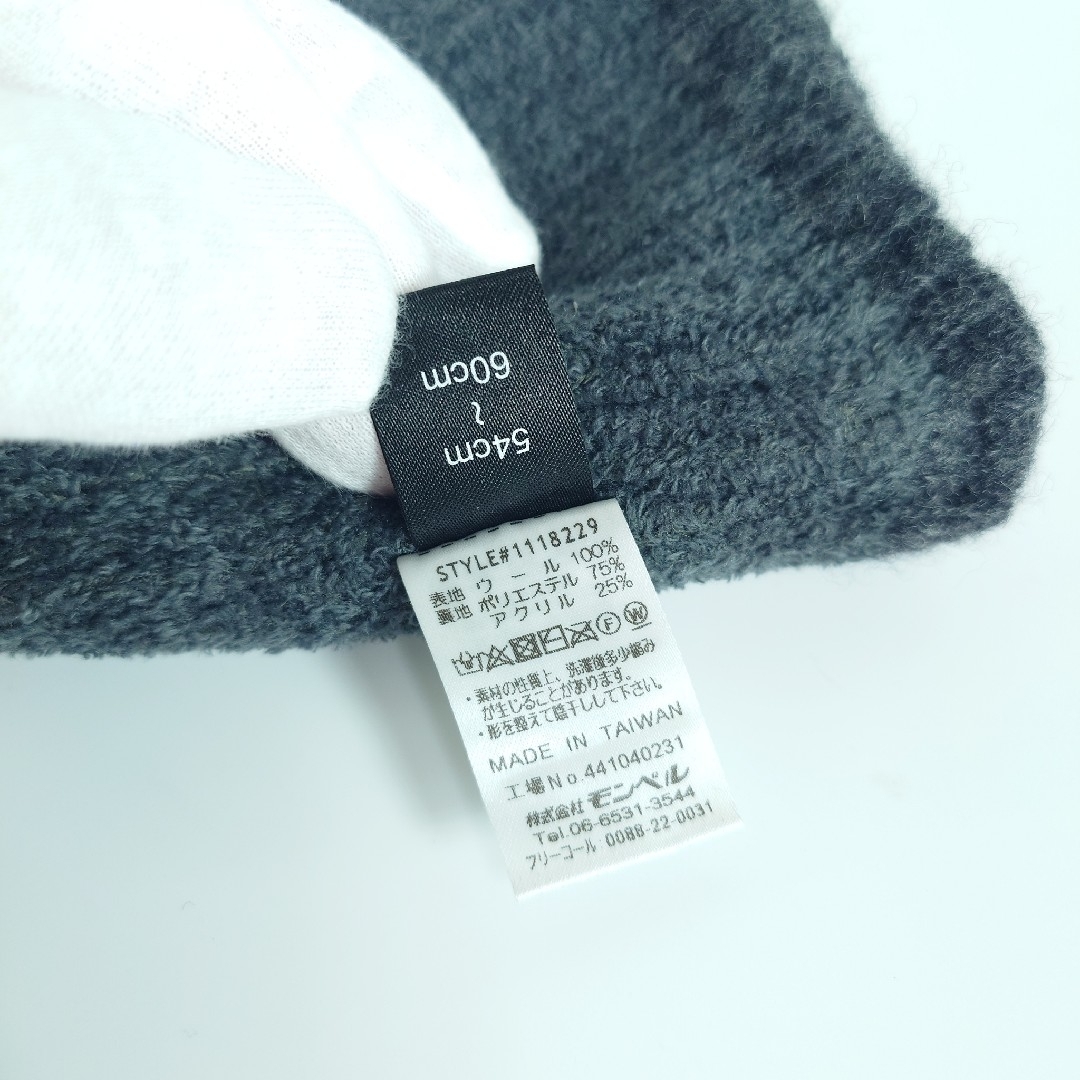 60cm
~
54cm
STYLE#1118229
表地 ウール 100%
裏地 ポリエステル 75%
アクリル 25%
F W
・素材の性質上、洗濯後多少縮み
が生じることがあります。
・形を整えて陰干しして下さい。
MADE IN TAIWAN
工場No.441040231
株式会社 モンベル
Tel.06-6531-3544
フリーコール 0088-22-0031